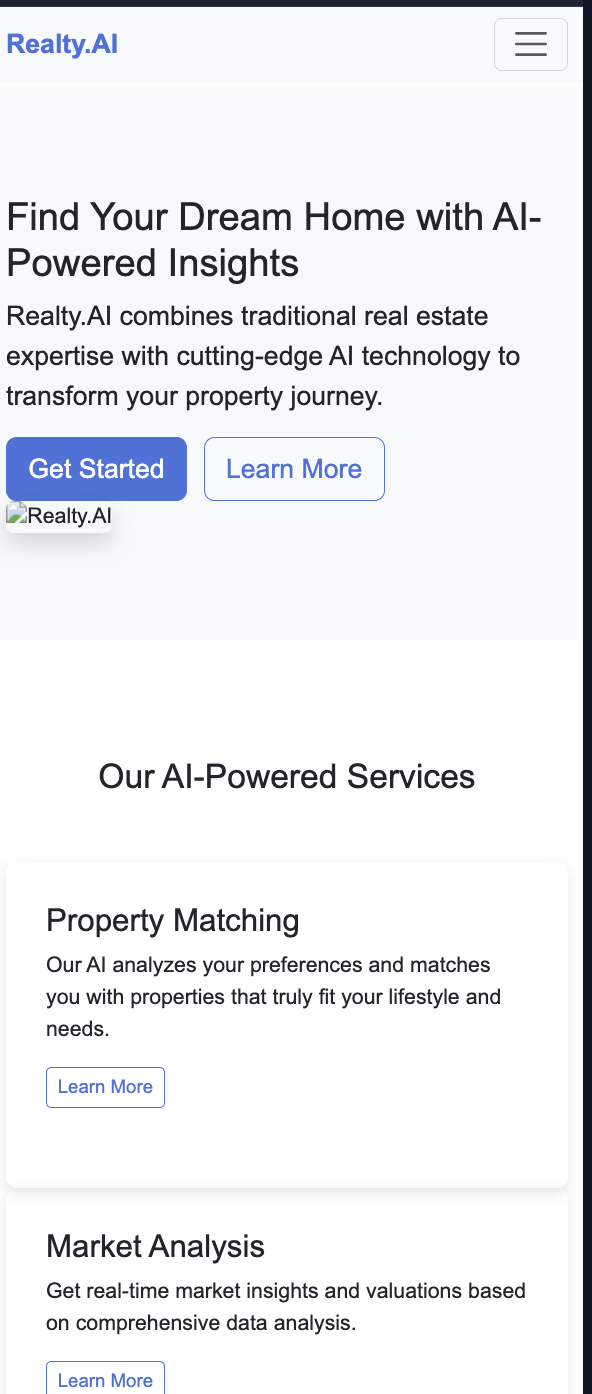 Realty.AI
Find Your Dream Home with AI-
Powered Insights
Realty.AI combines traditional real estate
expertise with cutting-edge AI technology to
transform your property journey.
Get Started
Learn More
Realty.AI
Our AI-Powered Services
Property Matching
Our AI analyzes your preferences and matches
you with properties that truly fit your lifestyle and
needs.
Learn More
Market Analysis
Get real-time market insights and valuations based
on comprehensive data analysis.
Learn More